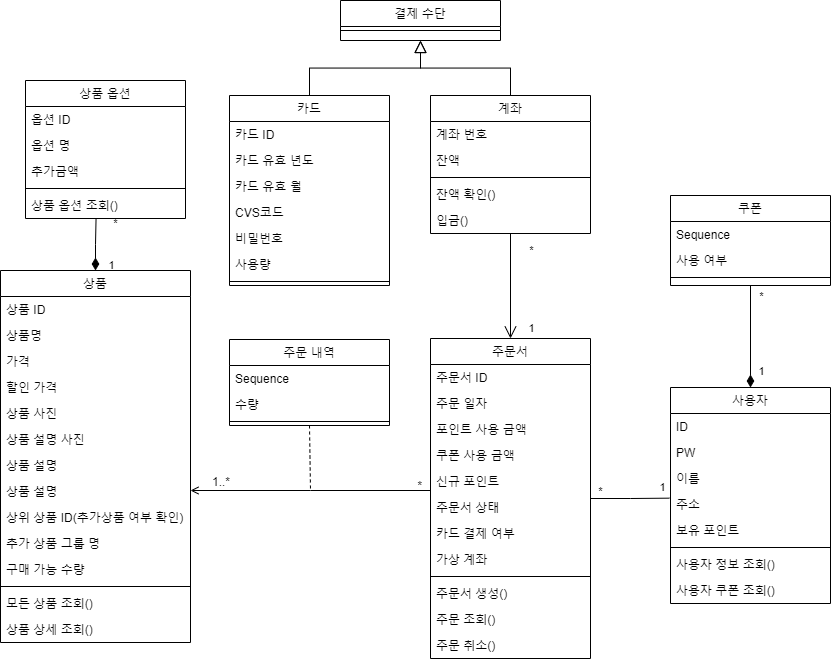 결제 수단
상품 옵션
옵션 ID
옵션 명
추가금액
상품 옵션 조회()
*
1
카드
카드 ID
카드 유효 년도
카드 유효 월
CVS코드
비밀번호
사용량
계좌
계좌 번호
잔액
잔액 확인()
입금()
*
1
쿠폰
Sequence
사용 여부
*
1
상품
상품 ID
상품명
가격
할인 가격
상품 사진
상품 설명 사진
상품 설명
상품 설명
상위 상품 ID(추가상품 여부 확인)
추가 상품 그룹 명
구매 가능 수량
모든 상품 조회()
상품 상세 조회()
주문 내역
Sequence
수량
1..*
*
주문서
주문서 ID
주문 일자
포인트 사용 금액
쿠폰 사용 금액
신규 포인트
주문서 상태
카드 결제 여부
가상 계좌
주문서 생성()
주문 조회()
주문 취소()
*
1
사용자
ID
PW
이름
주소
보유 포인트
사용자 정보 조회()
사용자 쿠폰 조회()